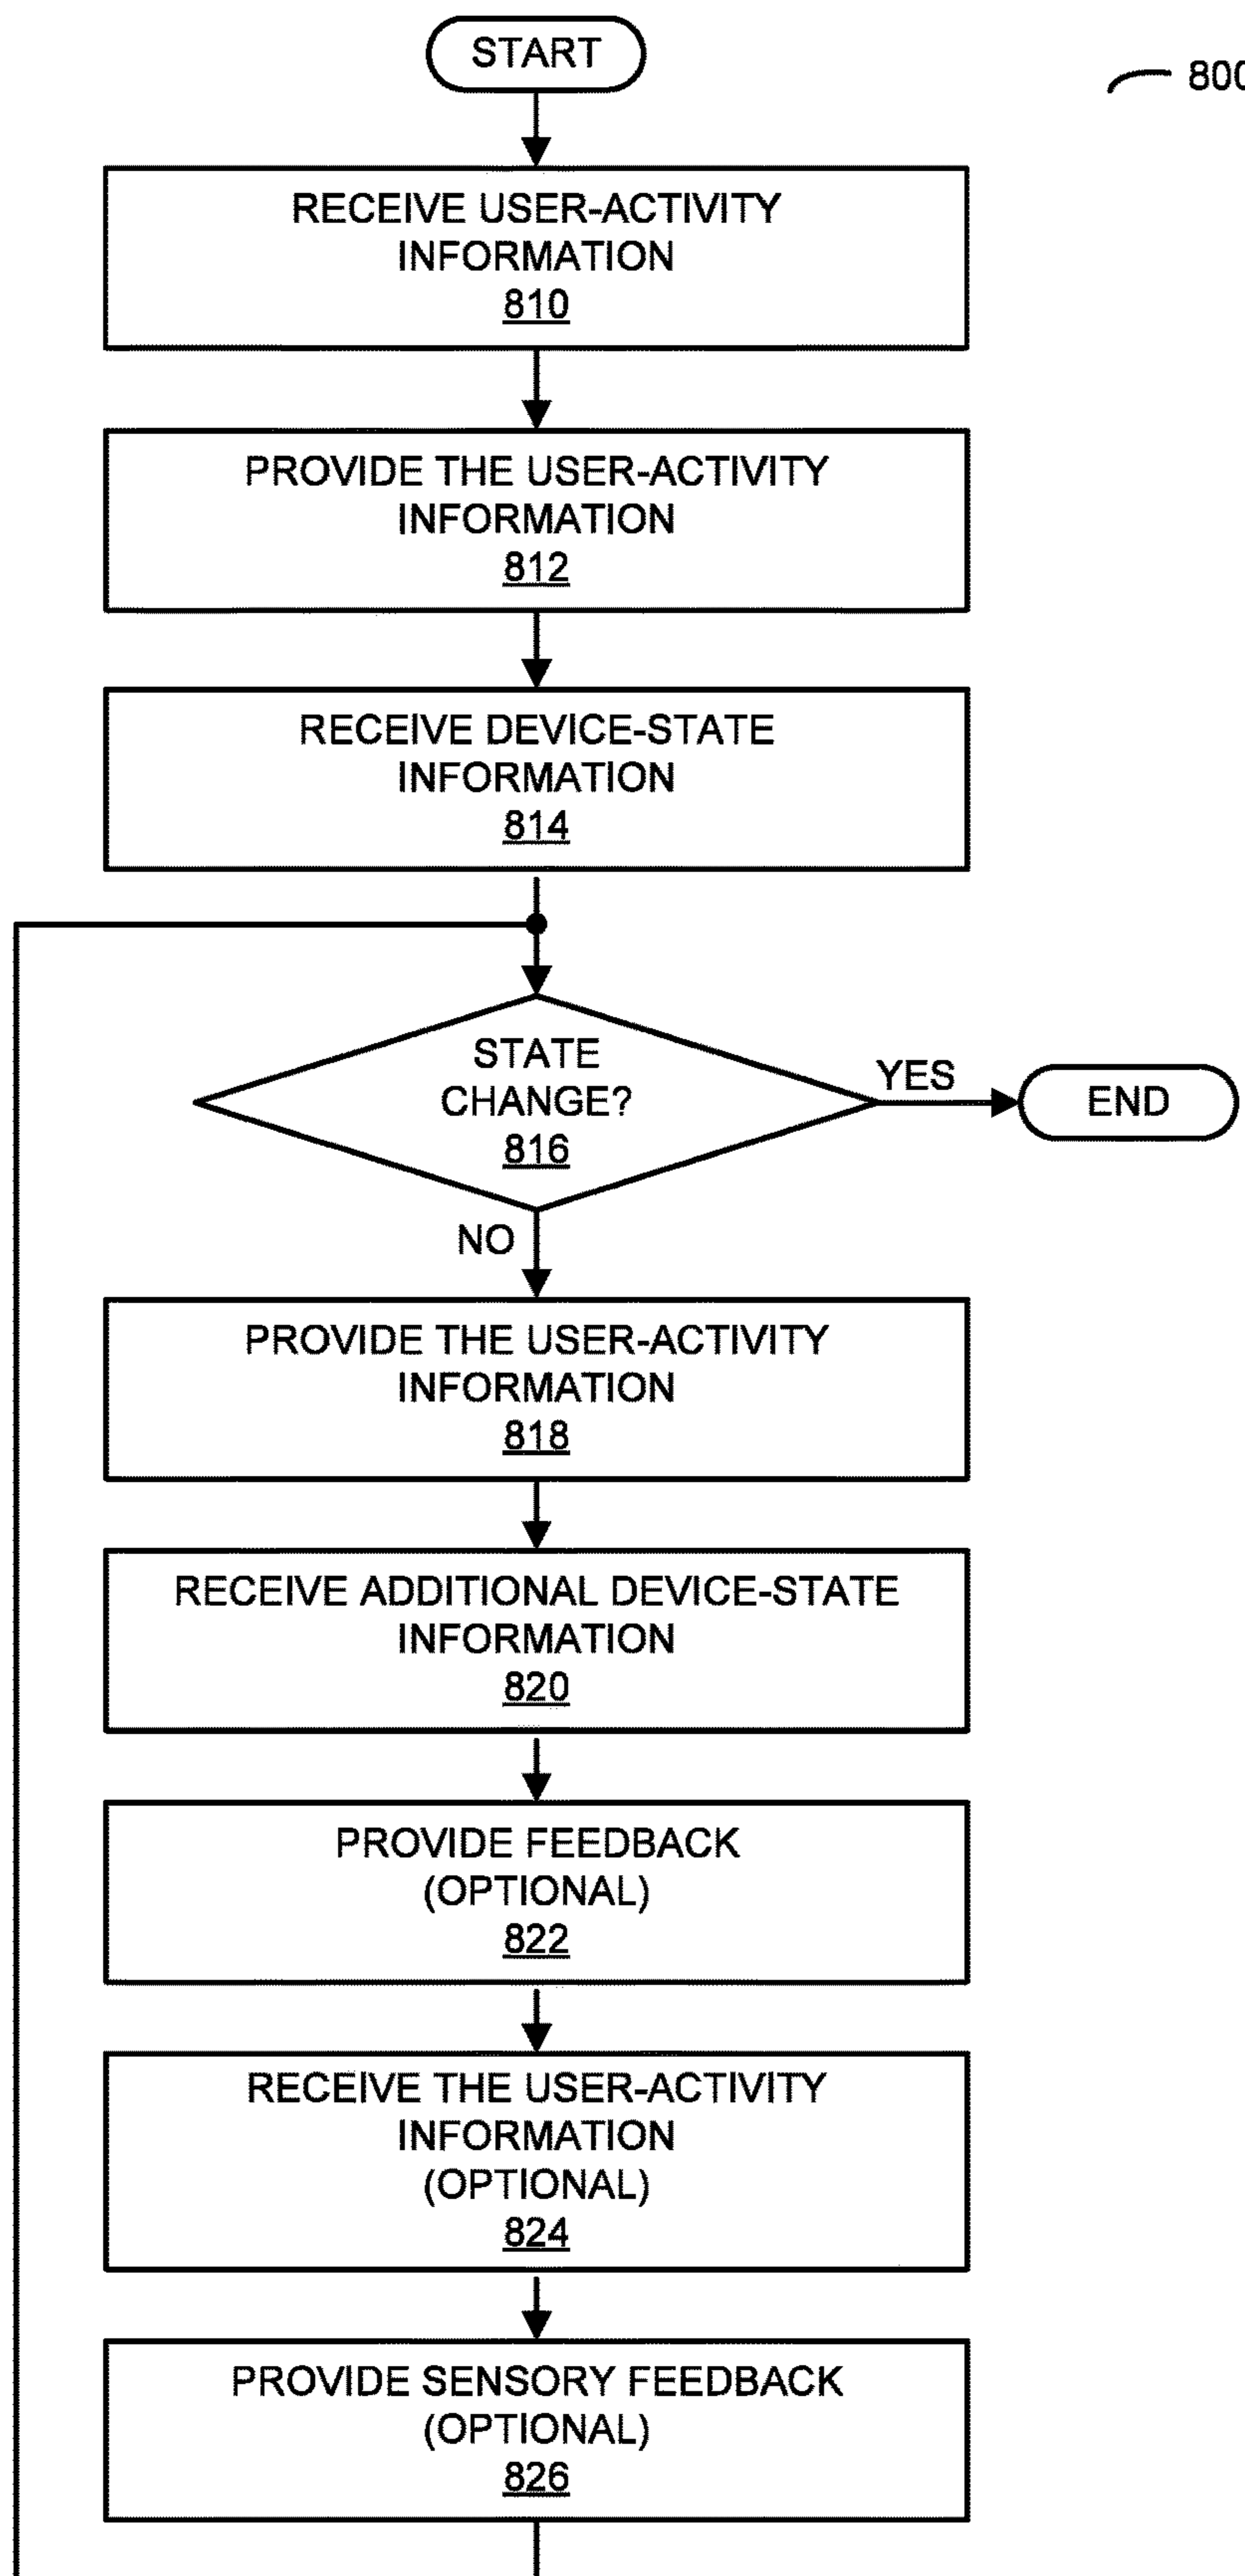 START
800
RECEIVE USER-ACTIVITY
INFORMATION
810
PROVIDE THE USER-ACTIVITY
INFORMATION
812
RECEIVE DEVICE-STATE
INFORMATION
814
STATE
CHANGE?
816
YES
END
NO
PROVIDE THE USER-ACTIVITY
INFORMATION
818
RECEIVE ADDITIONAL DEVICE-STATE
INFORMATION
820
PROVIDE FEEDBACK
(OPTIONAL)
822
RECEIVE THE USER-ACTIVITY
INFORMATION
(OPTIONAL)
824
PROVIDE SENSORY FEEDBACK
(OPTIONAL)
826